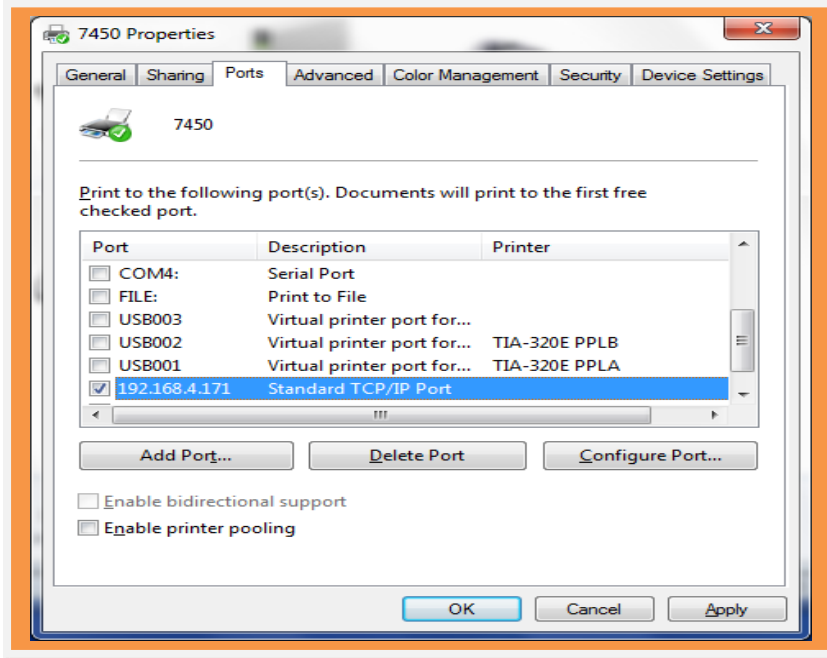 7450 Properties
General Sharing Ports Advanced Color Management Security Device Settings
7450
Print to the following port(s). Documents will print to the first free
checked port.
Port Description Printer
COM4: Serial Port
FILE: Print to File
USB003 Virtual printer port for...
USB002 Virtual printer port for... TIA-320E PPLB
USB001 Virtual printer port for... TIA-320E PPLA
192.168.4.171 Standard TCP/IP Port
Add Port... Delete Port Configure Port...
Enable bidirectional support
Enable printer pooling
OK Cancel Apply